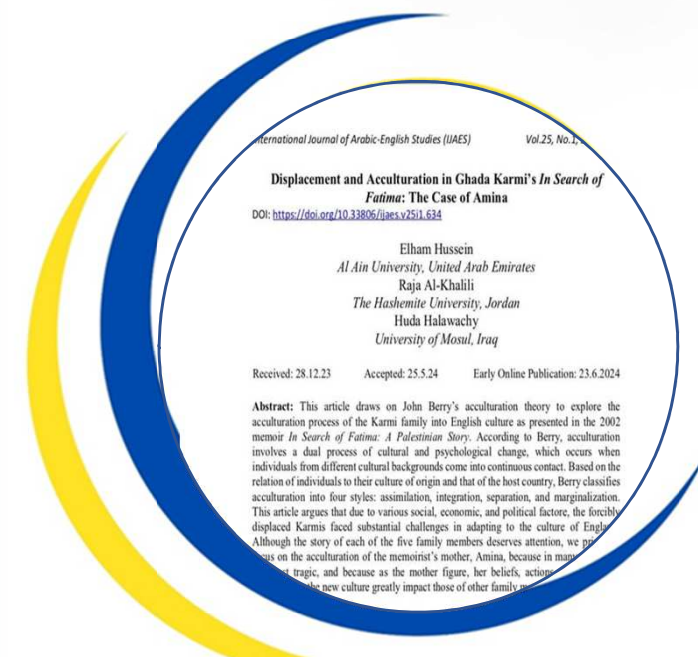 International Journal of Arabic-English Studies (IJAES) Vol.25, No.1,
Displacement and Acculturation in Ghada Karmi's In Search of
Fatima: The Case of Amina
DOI: https://doi.org/10.33806/ijaes.v25i1.634
Elham Hussein
Al Ain University, United Arab Emirates
Raja Al-Khalili
The Hashemite University, Jordan
Huda Halawachy
University of Mosul, Iraq
Received: 28.12.23 Accepted: 25.5.24 Early Online Publication: 23.6.2024
Abstract: This article draws on John Berry's acculturation theory to explore the
acculturation process of the Karmi family into English culture as presented in the 2002
memoir In Search of Fatima: A Palestinian Story. According to Berry, acculturation
involves a dual process of cultural and psychological change, which occurs when
individuals from different cultural backgrounds come into continuous contact. Based on the
relation of individuals to their culture of origin and that of the host country, Berry classifies
acculturation into four styles: assimilation, integration, separation, and marginalization.
This article argues that due to various social, economic, and political factors, the forcibly
displaced Karmis faced substantial challenges in adapting to the culture of
Although the story of each of the five family members deserves attention, we
on the acculturation of the memoirist's mother, Amina, because in
tragic, and because as the mother figure, her beliefs,
new culture greatly impact those of other family